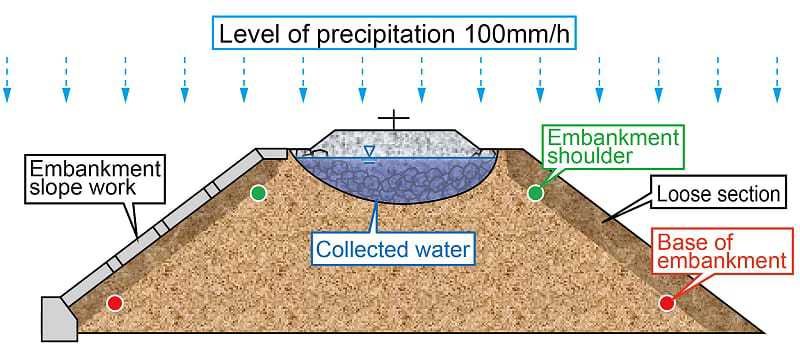 Level of precipitation 100mm/h
Embankment
slope work
Embankment
shoulder
Loose section
Collected water
Base of
embankment